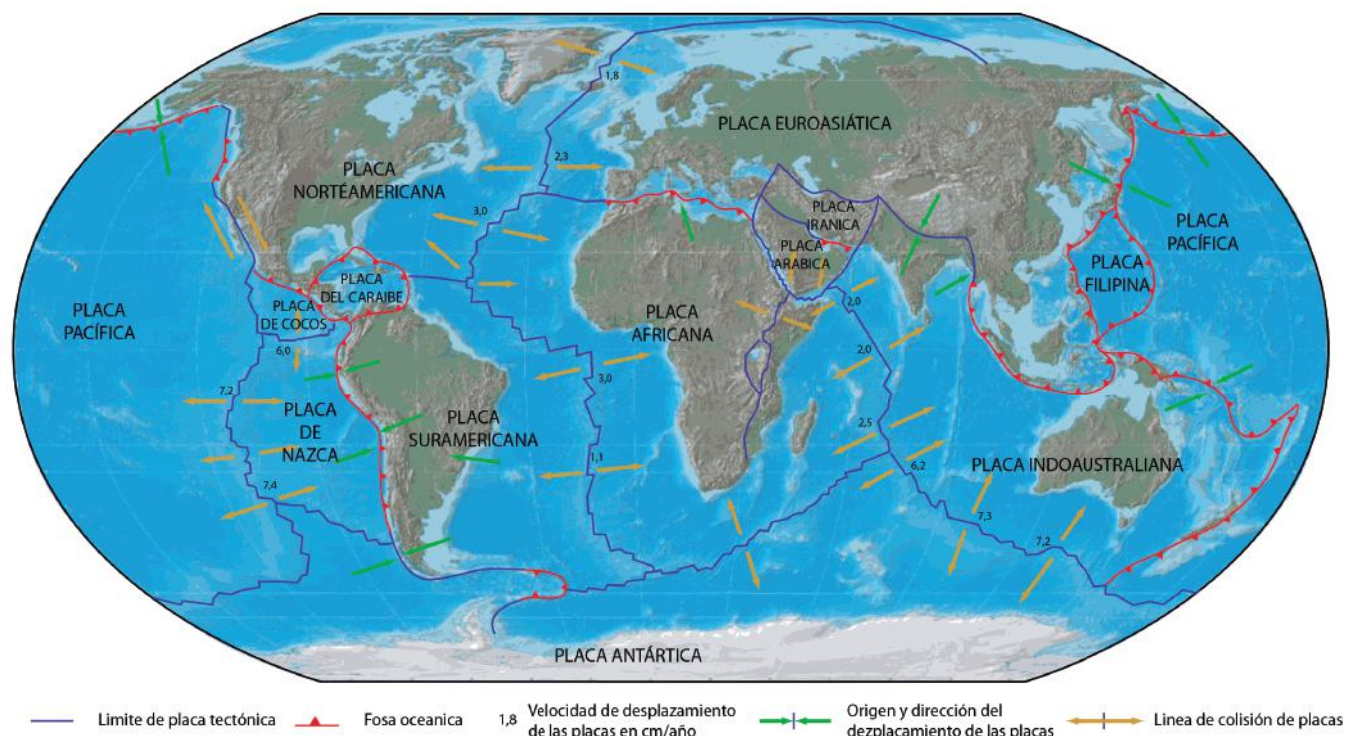 1,8
PLACA EUROASIÁTICA
PLACA
NORTÉAMERICANA
2,3
3,0
PLACA
IRANICA
PLACA
ARABICA
PLACA
PACÍFICA
PLACA
FILIPINA
PLACA
DEL CARAIBE
PLACA
DE COCOS
PLACA
PACÍFICA
PLACA
AFRICANA
2,0
6,0
2,0
3,0
7,2
PLACA
DE
NAZCA
PLACA
SURAMERICANA
2,5
1,1
6,2
PLACA INDOAUSTRALIANA
7,4
7,3
7,2
PLACA ANTÁRTICA
Limite de placa tectónica
Fosa oceanica
1,8
Velocidad de desplazamiento
de las placas en cm/año
Origen y dirección del
dezplacamiento de las placas
Linea de colisión de placas